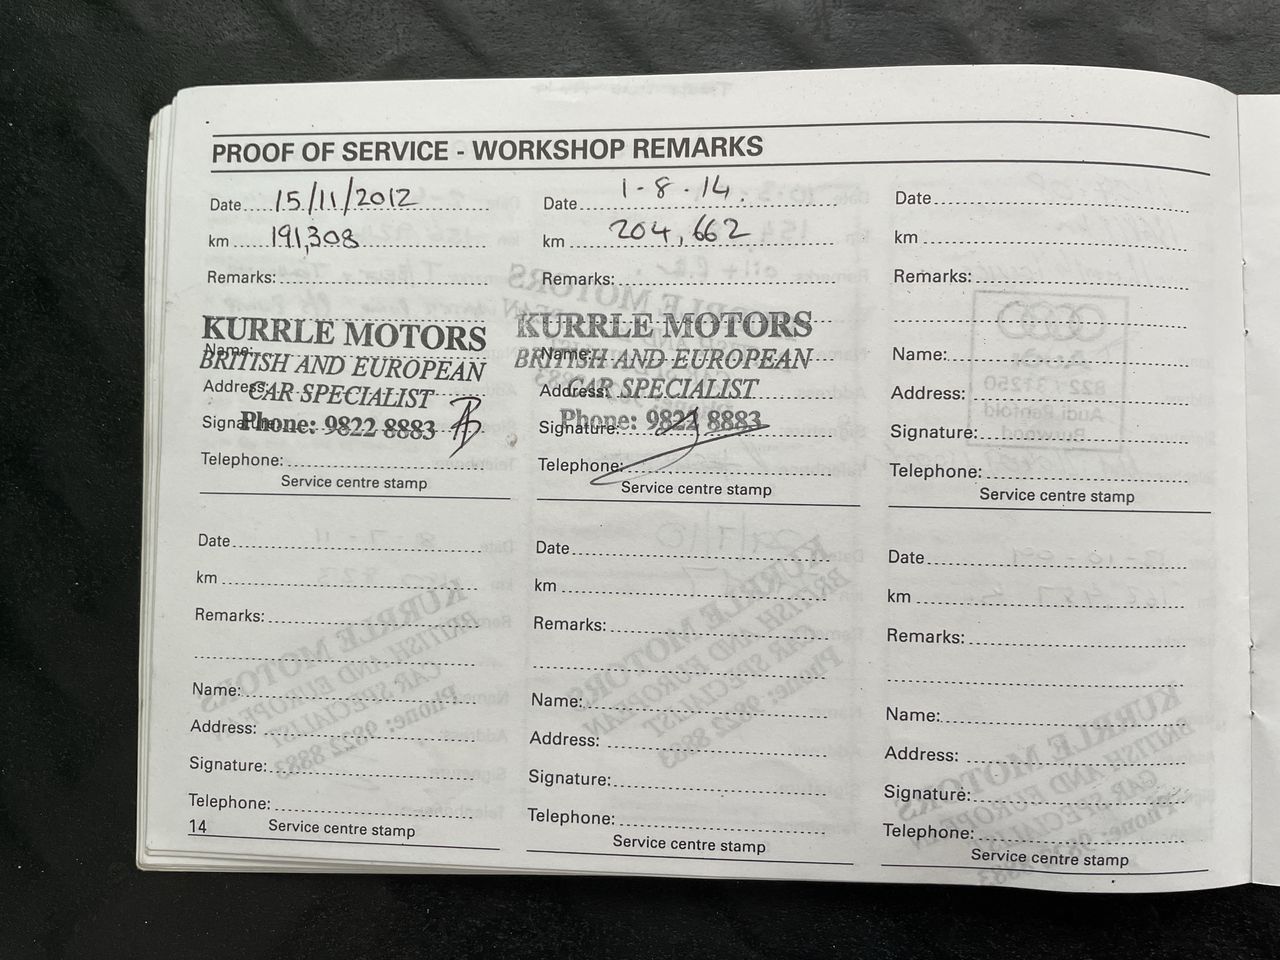 PROOF OF SERVICE - WORKSHOP REMARKS
Date 15/11/2012
km 191,308
Remarks:
KURRLE MOTORS
Name:
BRITISH AND EUROPEAN
Address:
CAR SPECIALIST
Signature:
Phone: 9822 8883
Telephone:
Service centre stamp
Date 1-8.14.
km 204,662
Remarks:
KURRLE MOTORS
Name:
BRITISH AND EUROPEAN
Address:
CAR SPECIALIST
Signature:
Phone: 9822 8883
Telephone:
Service centre stamp
Date
km
Remarks:
Name:
Address:
Signature:
Telephone:
Service centre stamp
Date
km
Remarks:
Name:
Address:
Signature:
Telephone:
Service centre stamp
Date
km
Remarks:
Name:
Address:
Signature:
Telephone:
Service centre stamp
Date
km
Remarks:
Name:
Address:
Signature:
Telephone:
Service centre stamp
14